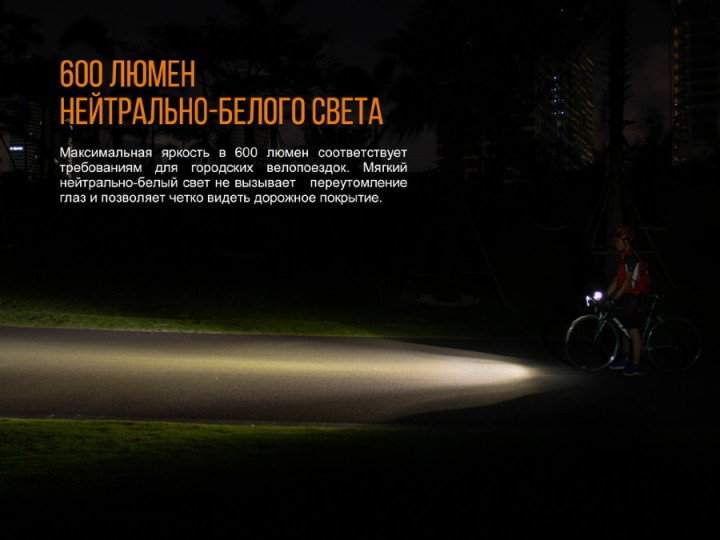 600 ЛЮМЕН
НЕЙТРАЛЬНО-БЕЛОГО СВЕТА
Максимальная яркость в 600 люмен соответствует
требованиям для городских велопоездок. Мягкий
нейтрально-белый свет не вызывает переутомление
глаз и позволяет четко видеть дорожное покрытие.